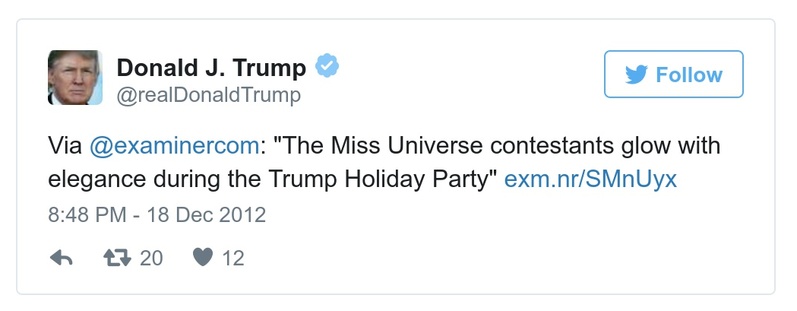 Donald J. Trump
@realDonaldTrump
Follow
Via @examinercom: "The Miss Universe contestants glow with
elegance during the Trump Holiday Party" exm.nr/SMnUyx
8:48 PM - 18 Dec 2012
20 12